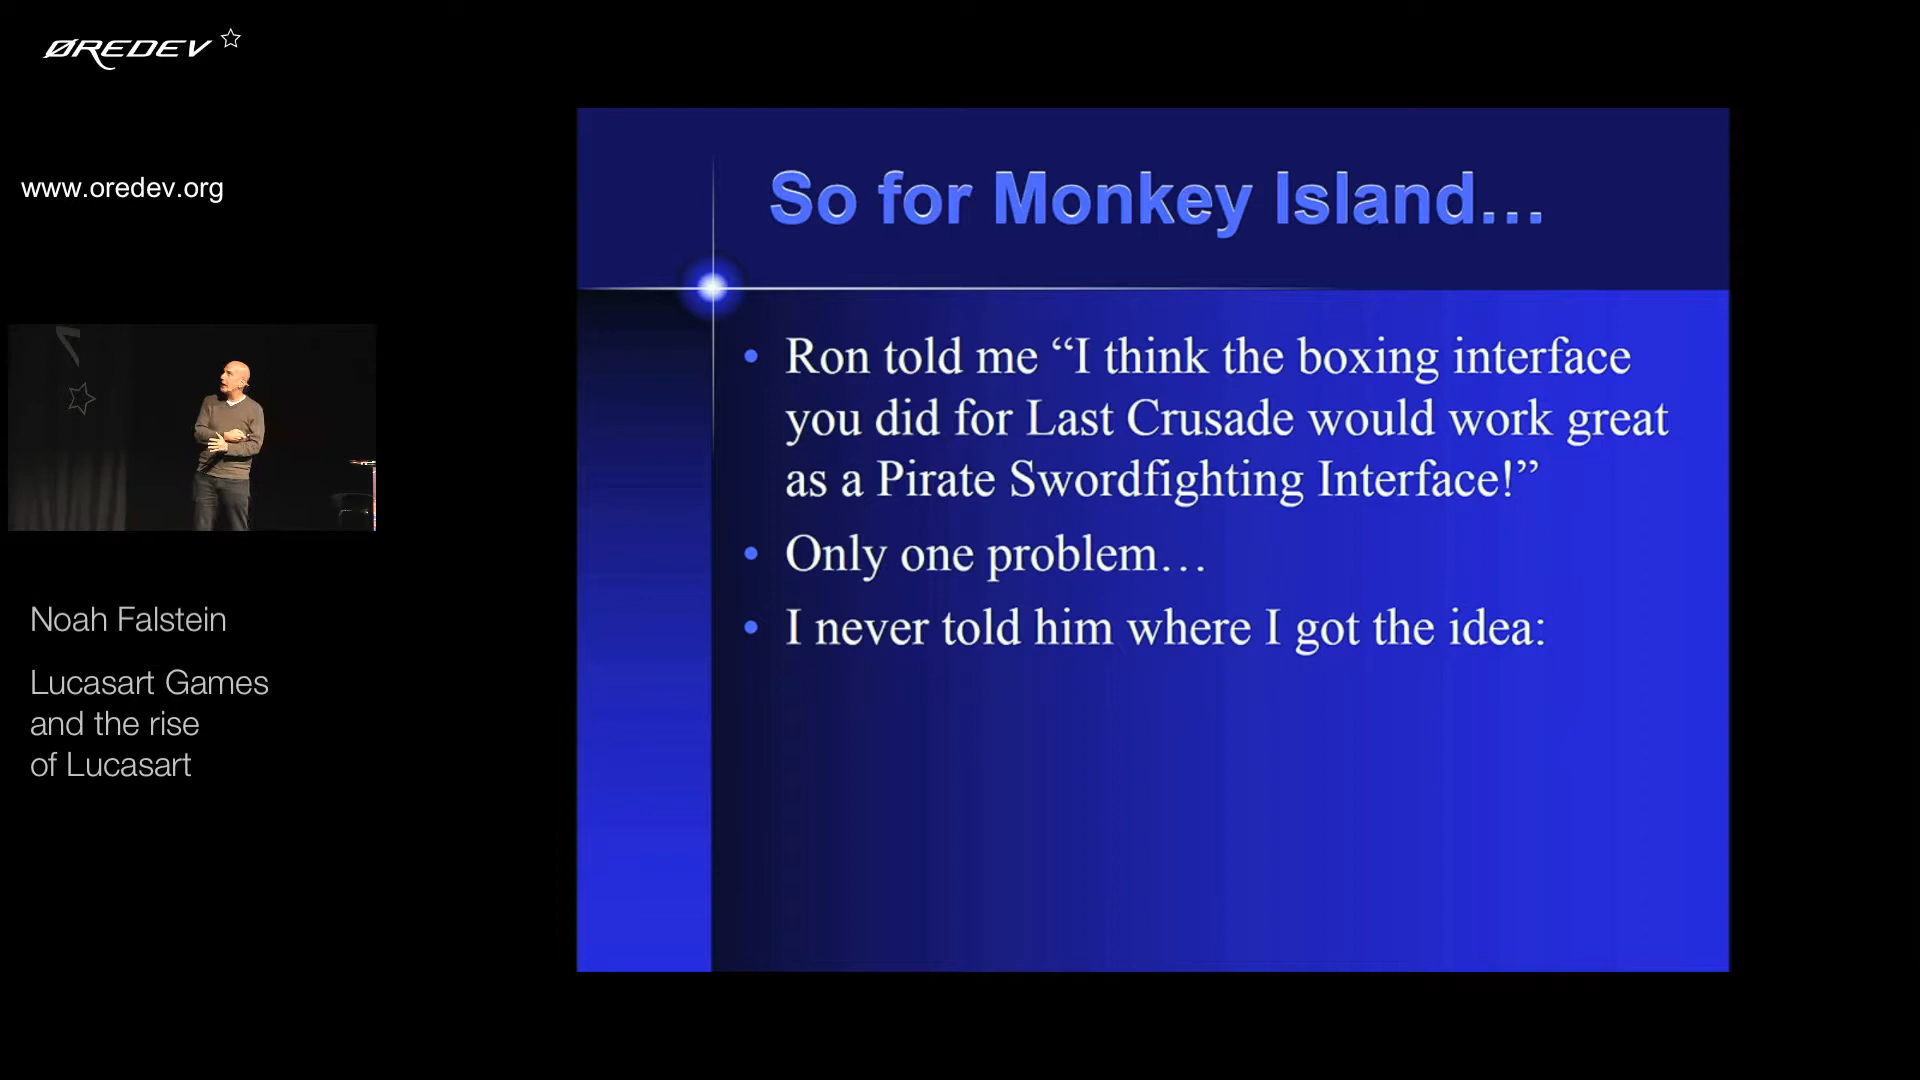 ØREDEV
www.oredev.org
So for Monkey Island…
• Ron told me “I think the boxing interface
you did for Last Crusade would work great
as a Pirate Swordfighting Interface!”
• Only one problem…
• I never told him where I got the idea:
Noah Falstein
Lucasart Games
and the rise
of Lucasart